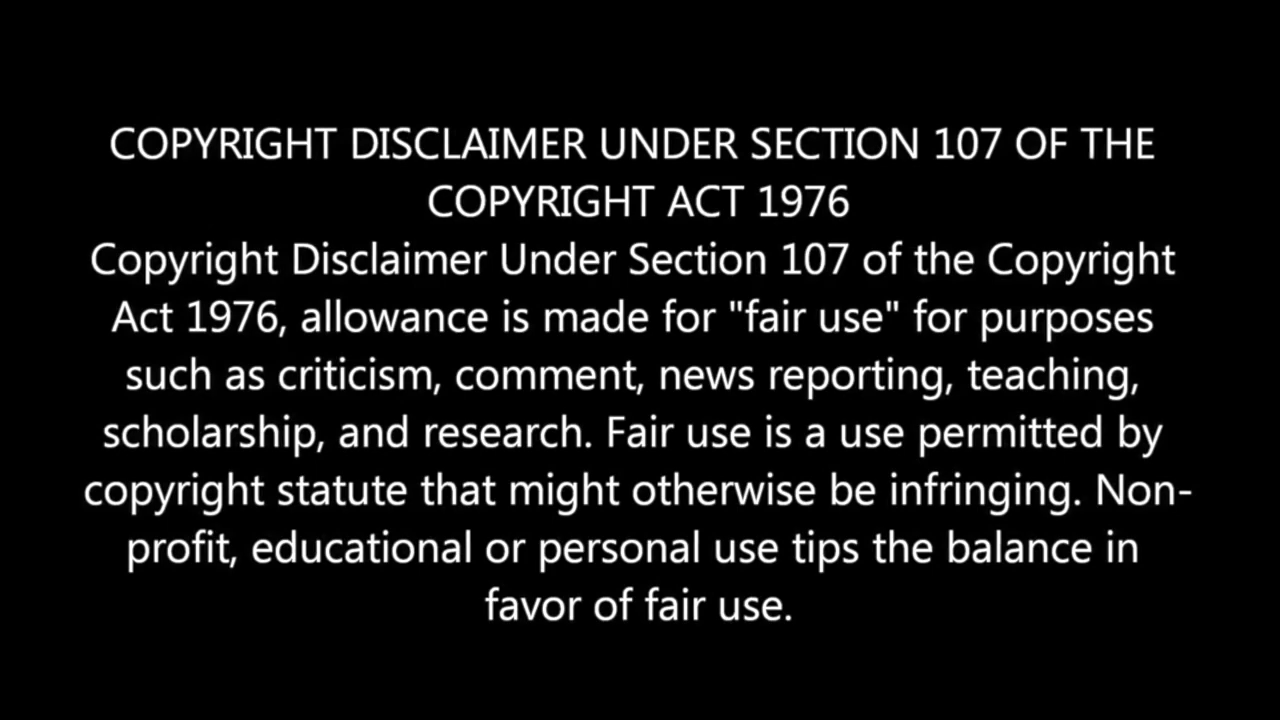 COPYRIGHT DISCLAIMER UNDER SECTION 107 OF THE
COPYRIGHT ACT 1976
Copyright Disclaimer Under Section 107 of the Copyright
Act 1976, allowance is made for "fair use" for purposes
such as criticism, comment, news reporting, teaching,
scholarship, and research. Fair use is a use permitted by
copyright statute that might otherwise be infringing. Non-
profit, educational or personal use tips the balance in
favor of fair use.